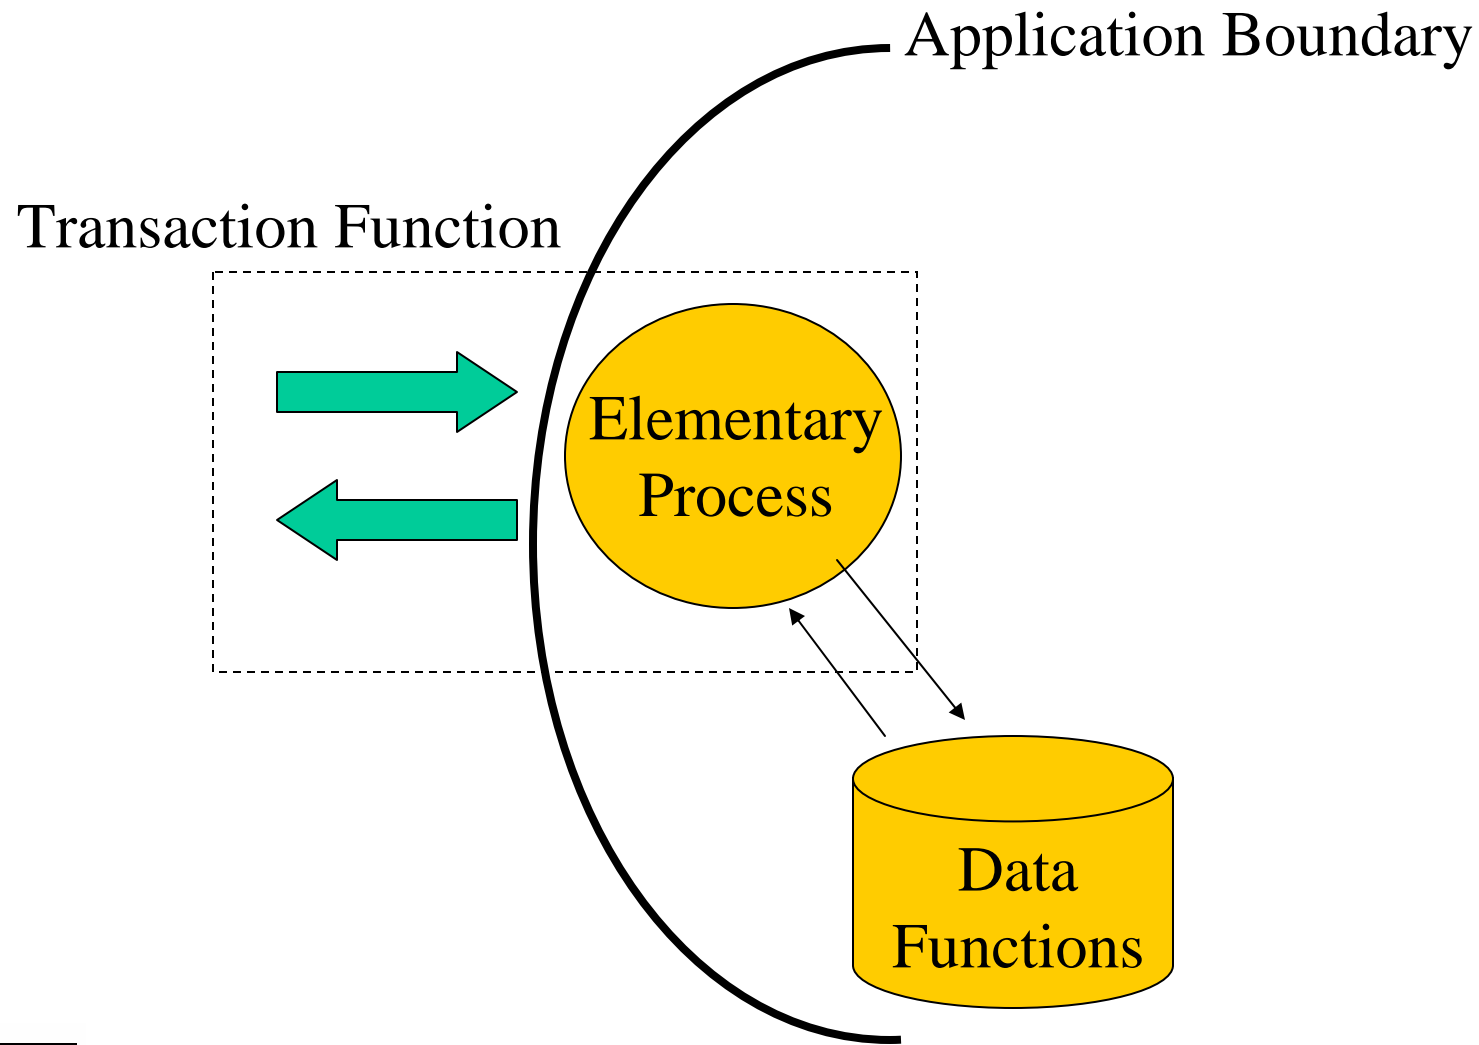 Application Boundary
Transaction Function
Elementary
Process
Data
Functions